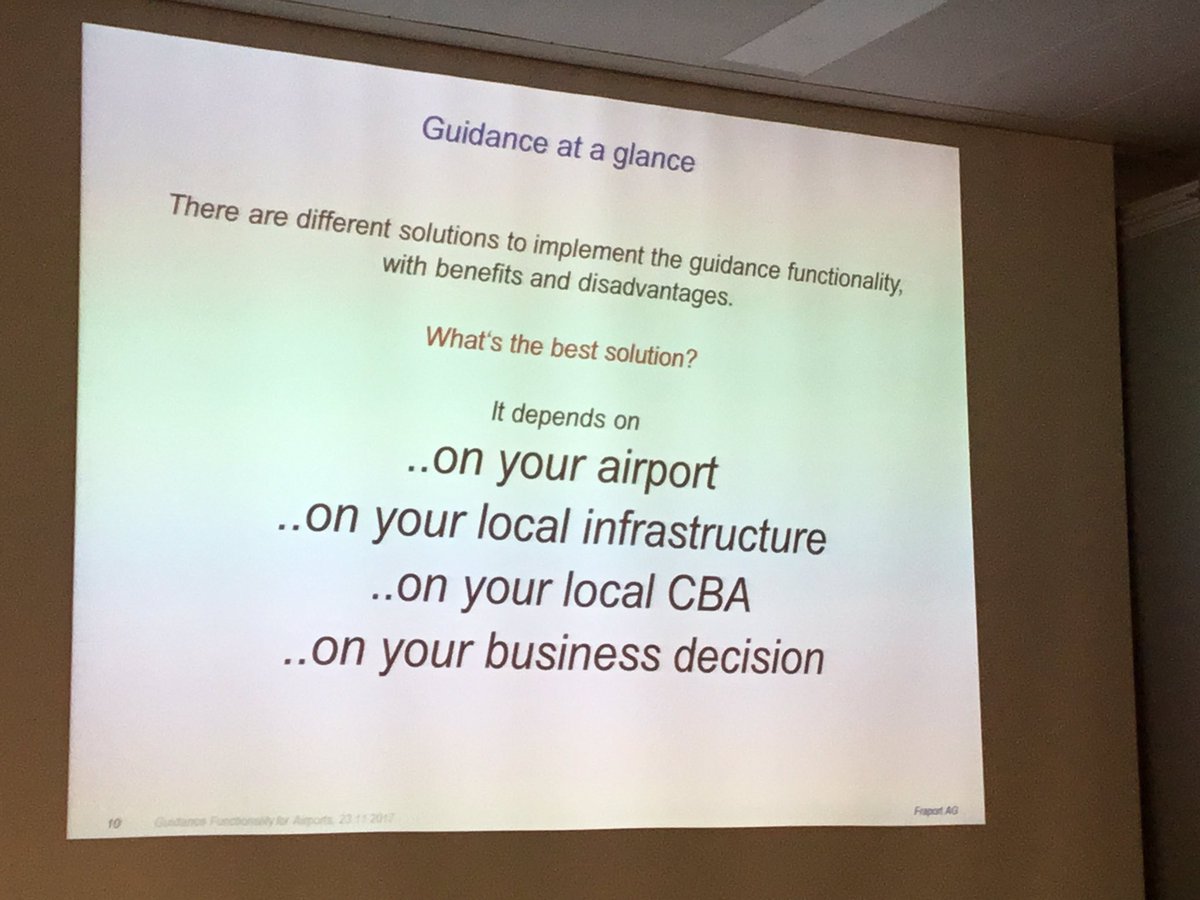 Guidance at a glance
There are different solutions to implement the guidance functionality,
with benefits and disadvantages.
What‘s the best solution?
It depends on
..on your airport
..on your local infrastructure
..on your local CBA
..on your business decision
10 Guidance Functionality for Airports, 23.11.2017 Fraport AG